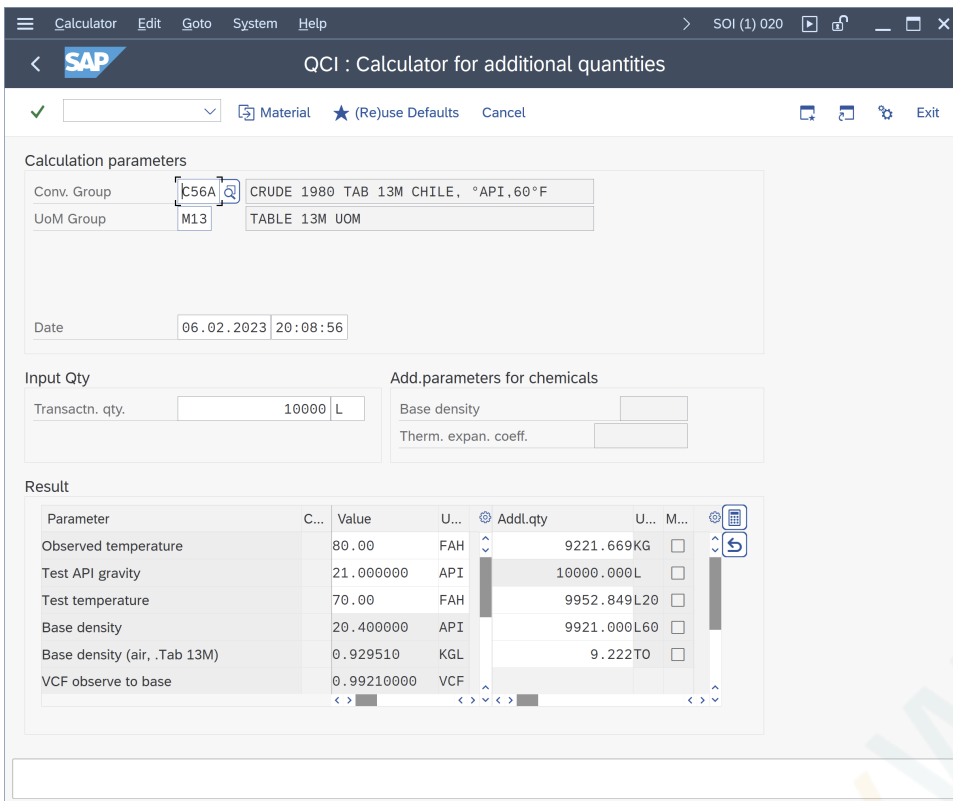 Calculator Edit Goto System Help > SOI (1) 020
SAP QCI : Calculator for additional quantities
Material (Re)use Defaults Cancel Exit
Calculation parameters
Conv. Group C56A CRUDE 1980 TAB 13M CHILE, °API,60°F
UoM Group M13 TABLE 13M UOM
Date 06.02.2023 20:08:56
Input Qty Add.parameters for chemicals
Transactn. qty. 10000 L Base density
Therm. expan. coeff.
Result
Parameter C... Value U... Addl.qty U... M...
Observed temperature 80.00 FAH 9221.669 KG
Test API gravity 21.000000 API 10000.000 L
Test temperature 70.00 FAH 9952.849 L20
Base density 20.400000 API 9921.000 L60
Base density (air, .Tab 13M) 0.929510 KGL 9.222 TO
VCF observe to base 0.99210000 VCF